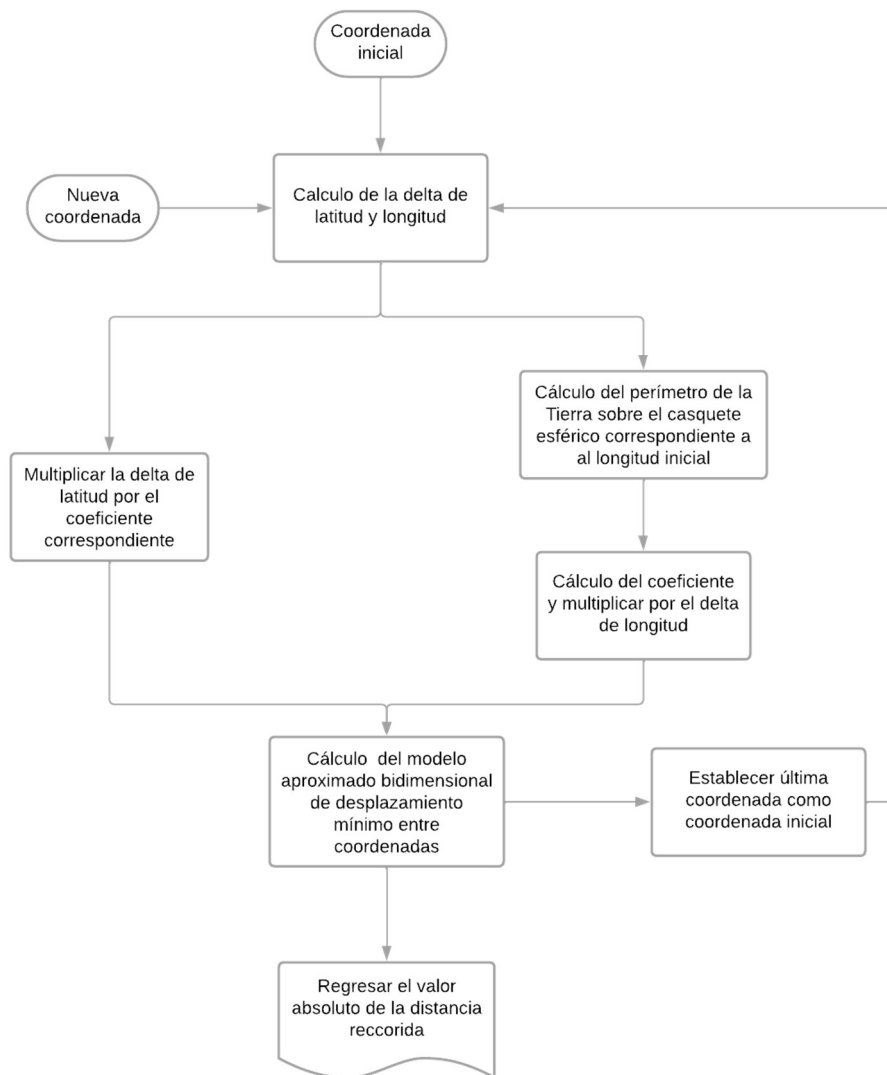 Coordenada
inicial
Nueva
coordenada
Calculo de la delta de
latitud y longitud
Cálculo del perímetro de la
Tierra sobre el casquete
esférico correspondiente a
al longitud inicial
Multiplicar la delta de
latitud por el
coeficiente
correspondiente
Cálculo del coeficiente
y multiplicar por el delta
de longitud
Cálculo del modelo
aproximado bidimensional
de desplazamiento
mínimo entre
coordenadas
Establecer última
coordenada como
coordenada inicial
Regresar el valor
absoluto de la distancia
reccorida